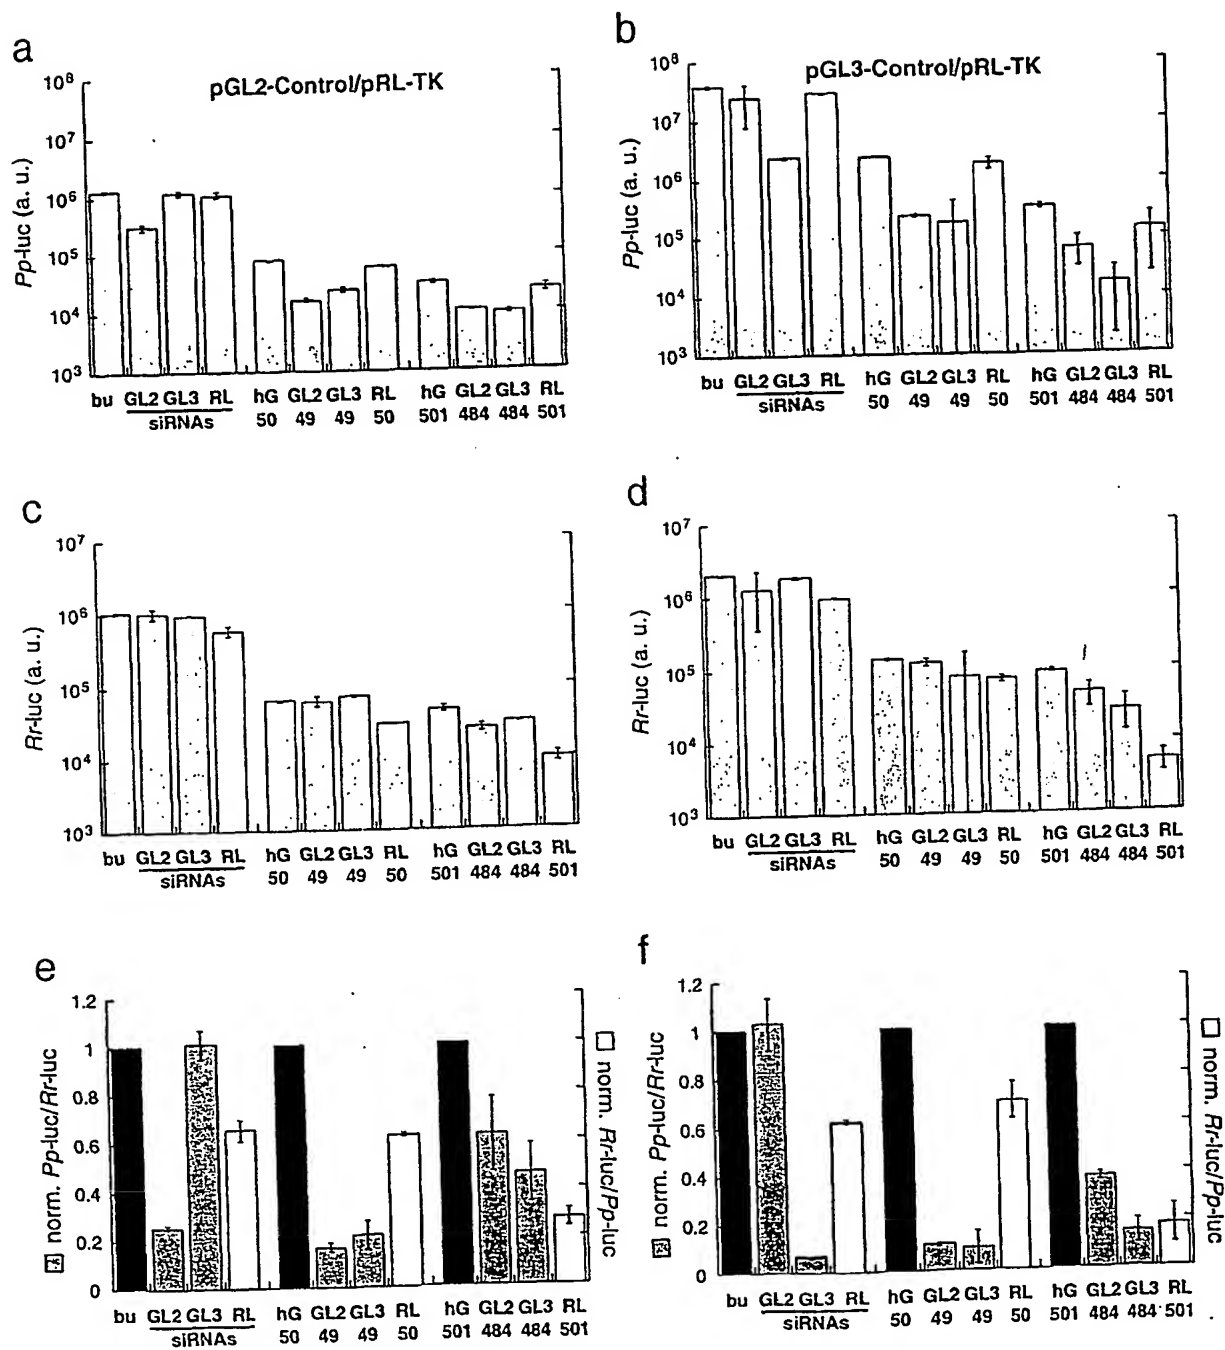 a
pGL2-Control/pRL-TK
Pp-luc (a. u.)
10⁸
10⁷
10⁶
10⁵
10⁴
10³
bu GL2 GL3 RL hG GL2 GL3 RL hG GL2 GL3 RL
siRNAs 50 49 49 50 501 484 484 501
b
pGL3-Control/pRL-TK
Pp-luc (a. u.)
10⁸
10⁷
10⁶
10⁵
10⁴
10³
bu GL2 GL3 RL hG GL2 GL3 RL hG GL2 GL3 RL
siRNAs 50 49 49 50 501 484 484 501
c
Rr-luc (a. u.)
10⁷
10⁶
10⁵
10⁴
10³
bu GL2 GL3 RL hG GL2 GL3 RL hG GL2 GL3 RL
siRNAs 50 49 49 50 501 484 484 501
d
Rr-luc (a. u.)
10⁷
10⁶
10⁵
10⁴
10³
bu GL2 GL3 RL hG GL2 GL3 RL hG GL2 GL3 RL
siRNAs 50 49 49 50 501 484 484 501
e
norm. Pp-luc/Rr-luc
1.2
1
0.8
0.6
0.4
0.2
0
norm. Rr-luc/Pp-luc
bu GL2 GL3 RL hG GL2 GL3 RL hG GL2 GL3 RL
siRNAs 50 49 49 50 501 484 484 501
f
norm. Pp-luc/Rr-luc
1.2
1
0.8
0.6
0.4
0.2
0
norm. Rr-luc/Pp-luc
bu GL2 GL3 RL hG GL2 GL3 RL hG GL2 GL3 RL
siRNAs 50 49 49 50 501 484 484 501